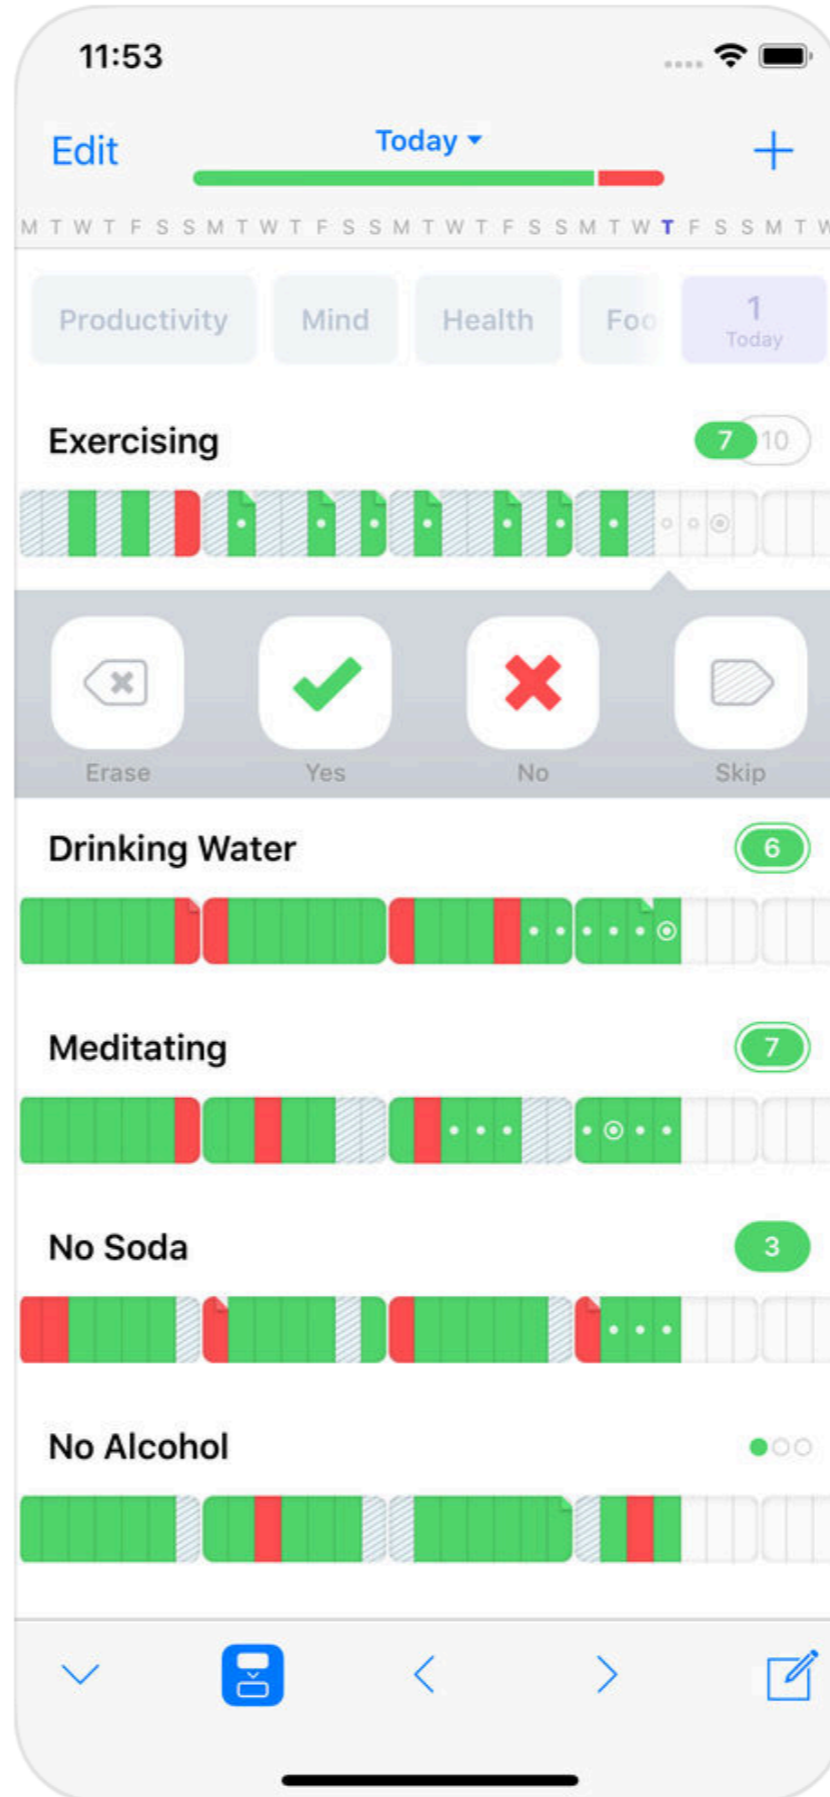 11:53
Edit
Today
M T W T F S S M T W T F S S M T W T F S S M T W T F S S M T W
Productivity
Mind
Health
Foo
1
Today
Exercising
7
10
Erase
Yes
No
Skip
Drinking Water
6
Meditating
7
No Soda
3
No Alcohol